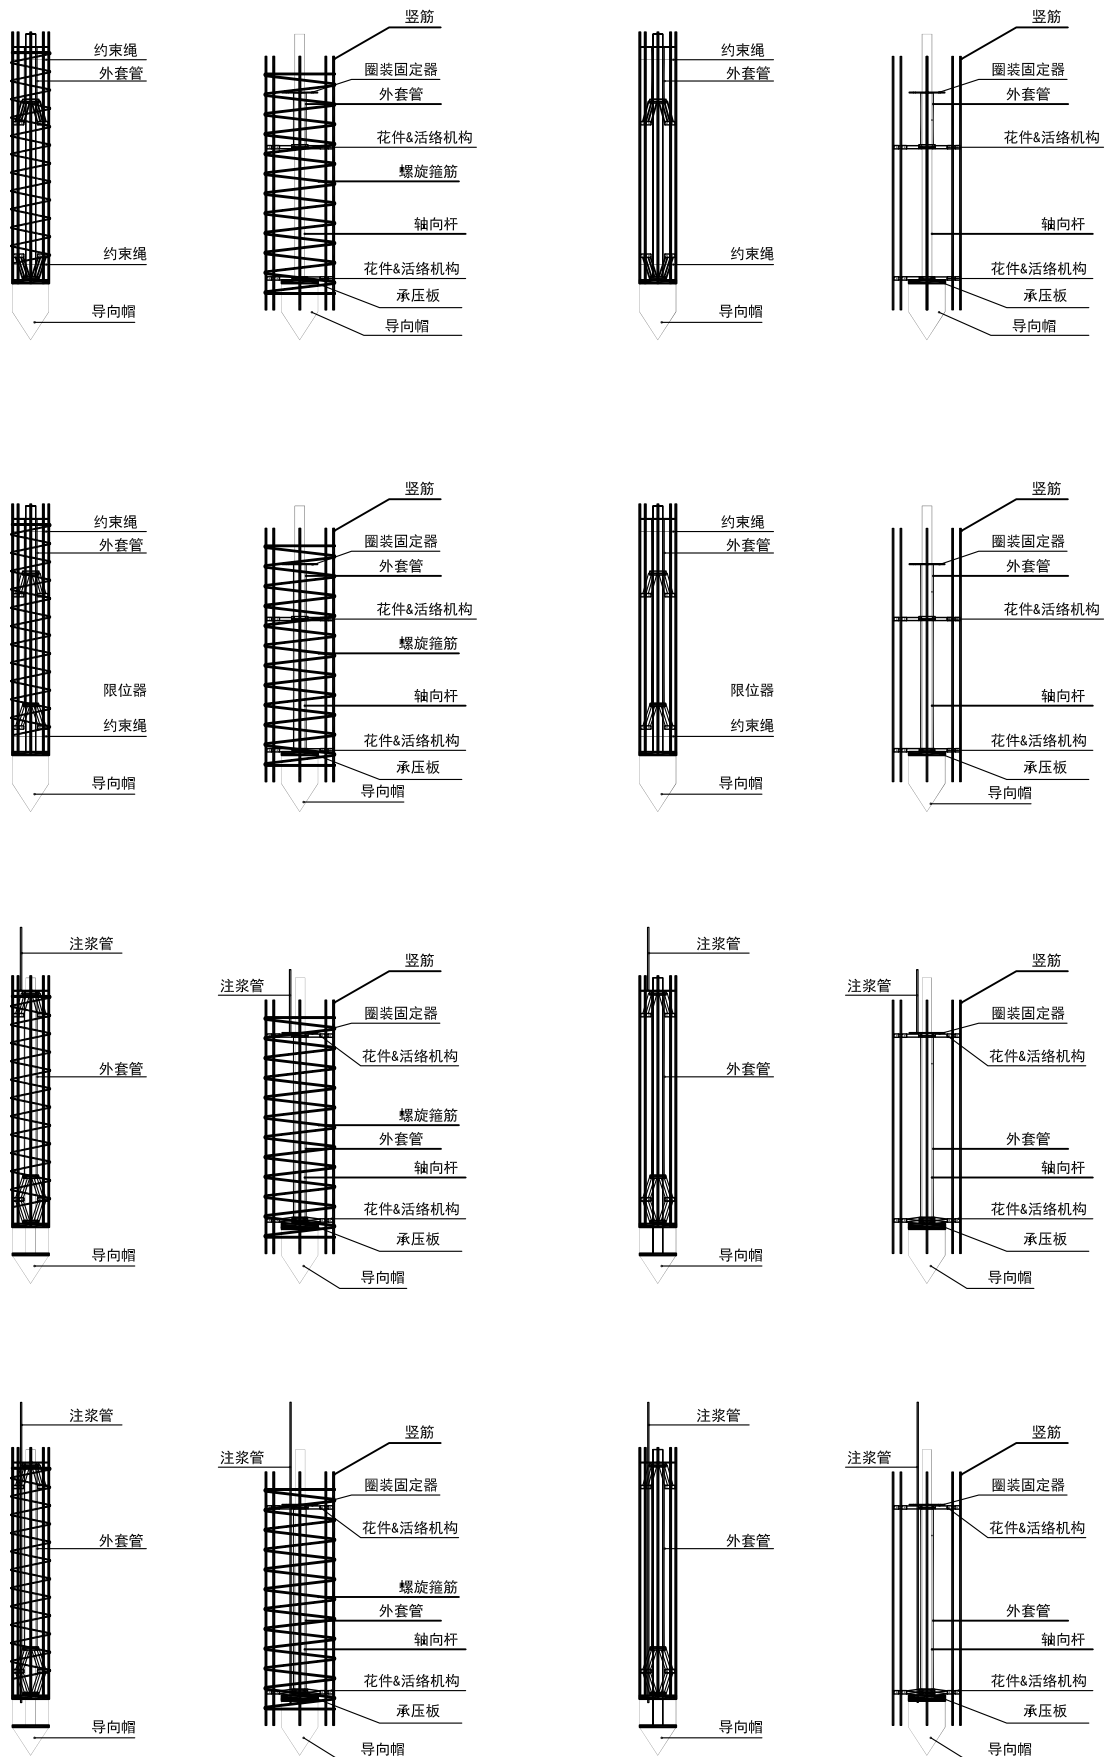 约束绳
外套管
约束绳
导向帽
竖筋
圈装固定器
外套管
花件&活络机构
螺旋箍筋
轴向杆
花件&活络机构
承压板
导向帽
约束绳
外套管
约束绳
导向帽
竖筋
圈装固定器
外套管
花件&活络机构
轴向杆
花件&活络机构
承压板
导向帽
约束绳
外套管
限位器
约束绳
导向帽
竖筋
圈装固定器
外套管
花件&活络机构
螺旋箍筋
轴向杆
花件&活络机构
承压板
导向帽
约束绳
外套管
限位器
约束绳
导向帽
竖筋
圈装固定器
外套管
花件&活络机构
轴向杆
花件&活络机构
承压板
导向帽
注浆管
外套管
导向帽
竖筋
注浆管
圈装固定器
花件&活络机构
螺旋箍筋
外套管
轴向杆
花件&活络机构
承压板
导向帽
注浆管
外套管
导向帽
竖筋
注浆管
圈装固定器
花件&活络机构
外套管
轴向杆
花件&活络机构
承压板
导向帽
注浆管
外套管
导向帽
竖筋
注浆管
圈装固定器
花件&活络机构
螺旋箍筋
外套管
轴向杆
花件&活络机构
承压板
导向帽
注浆管
外套管
导向帽
竖筋
注浆管
圈装固定器
花件&活络机构
外套管
轴向杆
花件&活络机构
承压板
导向帽